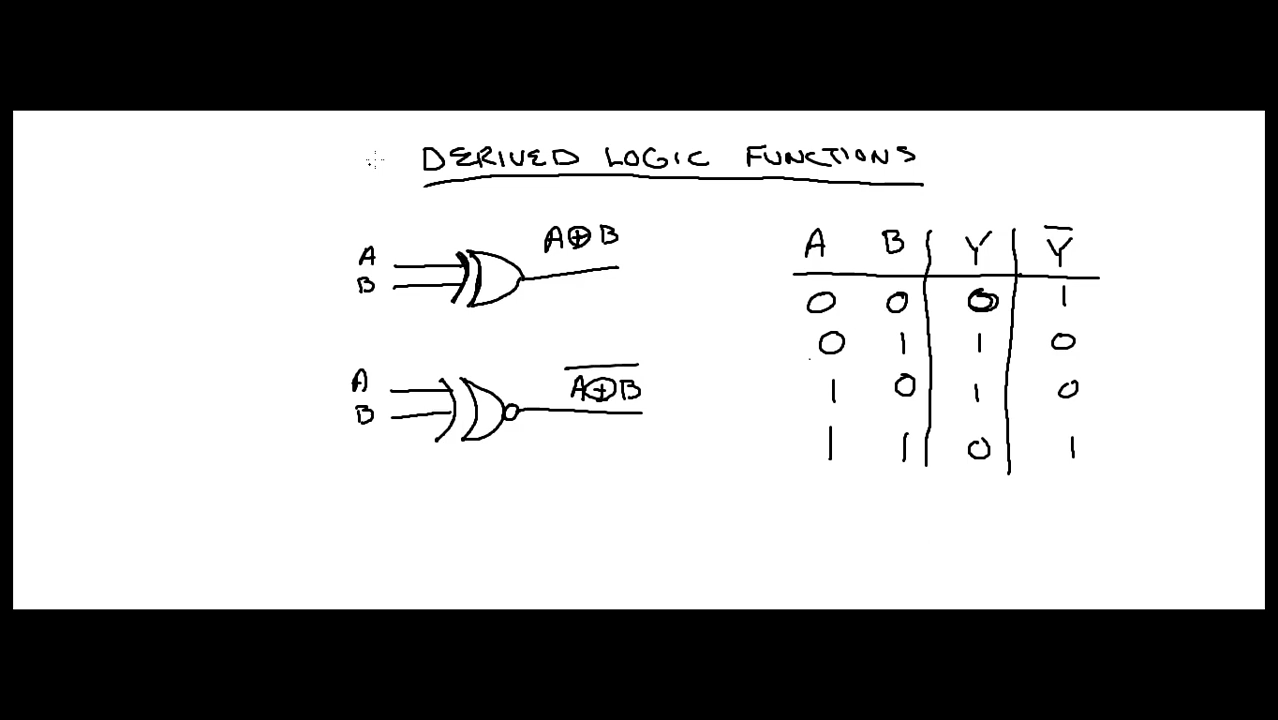 DERIVED LOGIC FUNCTIONS
A⊕B
A
B
A̅⊕̅B̅
A
B
A B Y Y̅
0 0 0 1
0 1 1 0
1 0 1 0
1 1 0 1